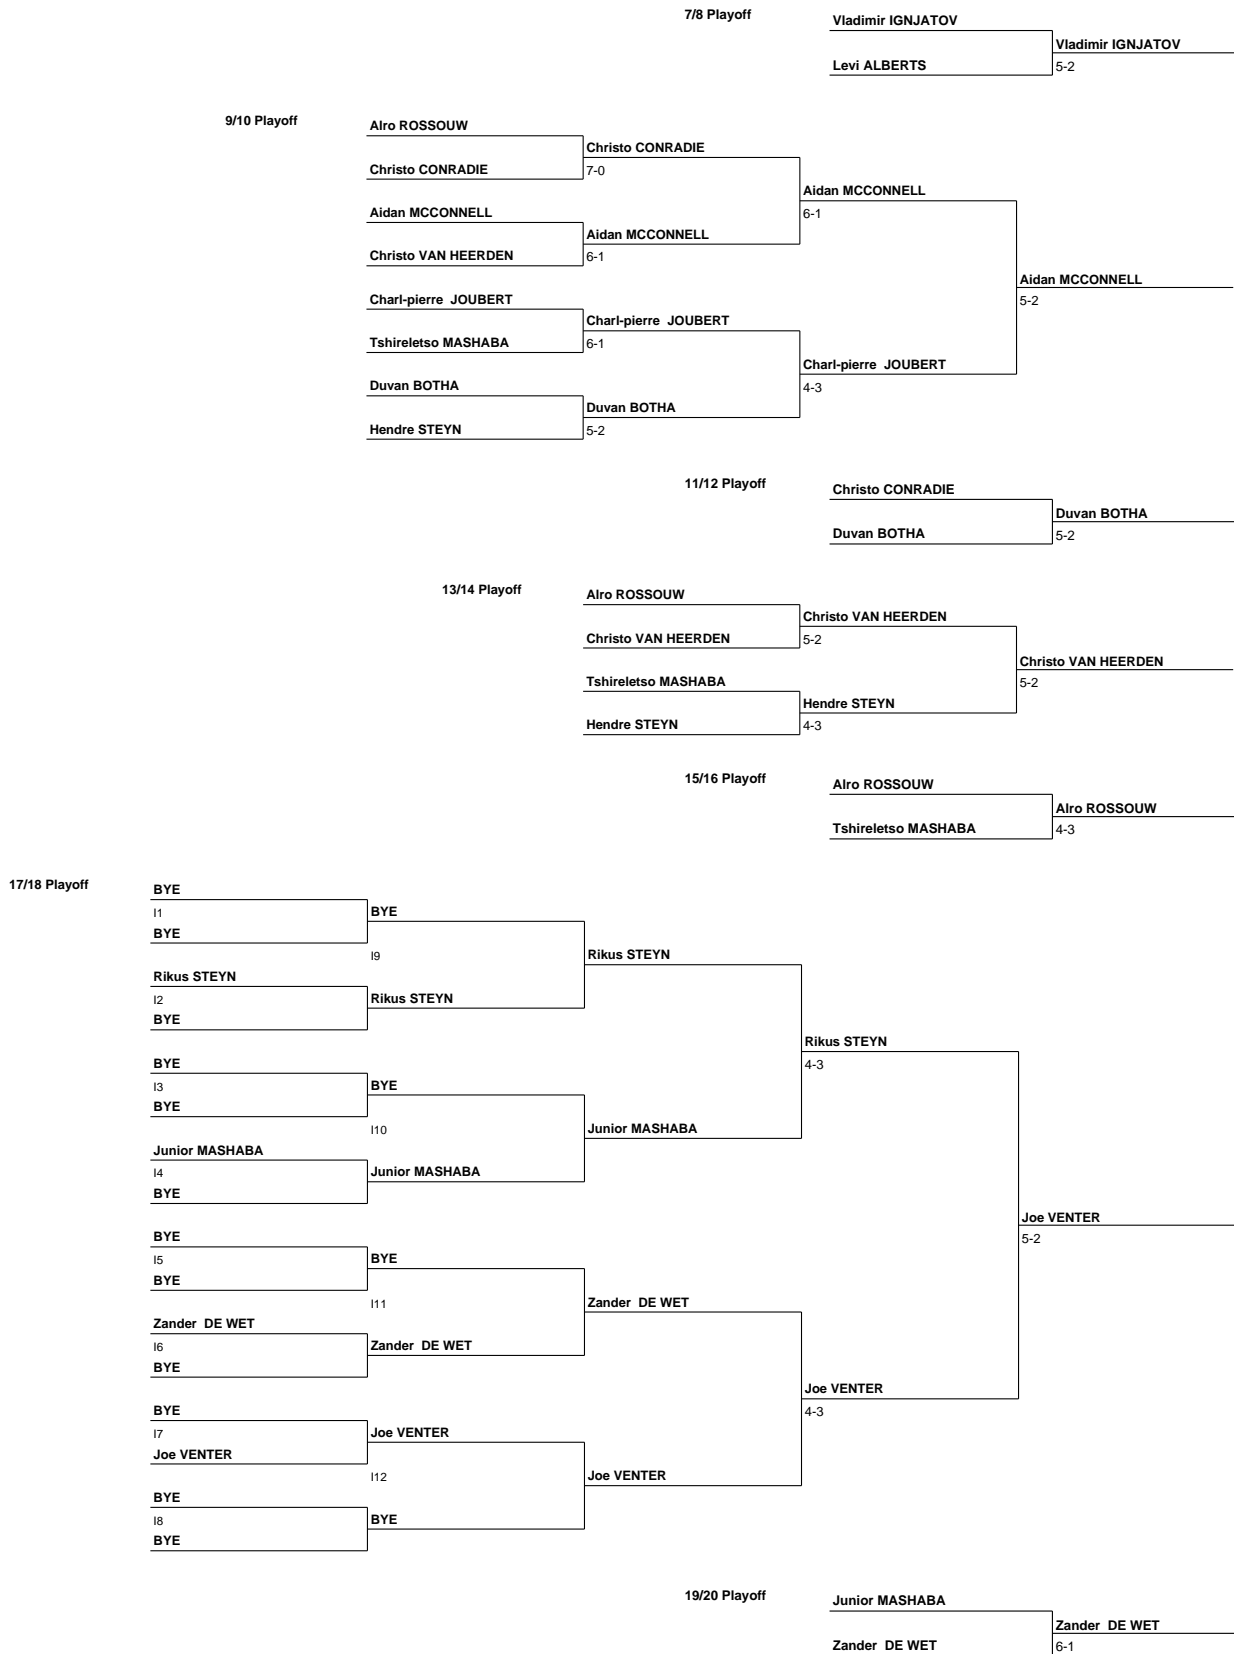 7/8 Playoff
Vladimir IGNJATOV
Vladimir IGNJATOV
Levi ALBERTS
5-2
9/10 Playoff
Alro ROSSOUW
Christo CONRADIE
Christo CONRADIE
7-0
Aidan MCCONNELL
6-1
Aidan MCCONNELL
Aidan MCCONNELL
Christo VAN HEERDEN
6-1
Aidan MCCONNELL
5-2
Charl-pierre  JOUBERT
Charl-pierre  JOUBERT
Tshireletso MASHABA
6-1
Charl-pierre  JOUBERT
4-3
Duvan BOTHA
Duvan BOTHA
Hendre STEYN
5-2
11/12 Playoff
Christo CONRADIE
Duvan BOTHA
Duvan BOTHA
5-2
13/14 Playoff
Alro ROSSOUW
Christo VAN HEERDEN
Christo VAN HEERDEN
5-2
Christo VAN HEERDEN
5-2
Tshireletso MASHABA
Hendre STEYN
Hendre STEYN
4-3
15/16 Playoff
Alro ROSSOUW
Alro ROSSOUW
Tshireletso MASHABA
4-3
17/18 Playoff
BYE
I1
BYE
BYE
I9
Rikus STEYN
Rikus STEYN
I2
Rikus STEYN
BYE
Rikus STEYN
4-3
BYE
I3
BYE
BYE
I10
Junior MASHABA
Junior MASHABA
I4
Junior MASHABA
BYE
Joe VENTER
5-2
BYE
I5
BYE
BYE
I11
Zander  DE WET
Zander  DE WET
I6
Zander  DE WET
BYE
Joe VENTER
4-3
BYE
I7
Joe VENTER
Joe VENTER
I12
Joe VENTER
BYE
I8
BYE
BYE
19/20 Playoff
Junior MASHABA
Zander  DE WET
Zander  DE WET
6-1